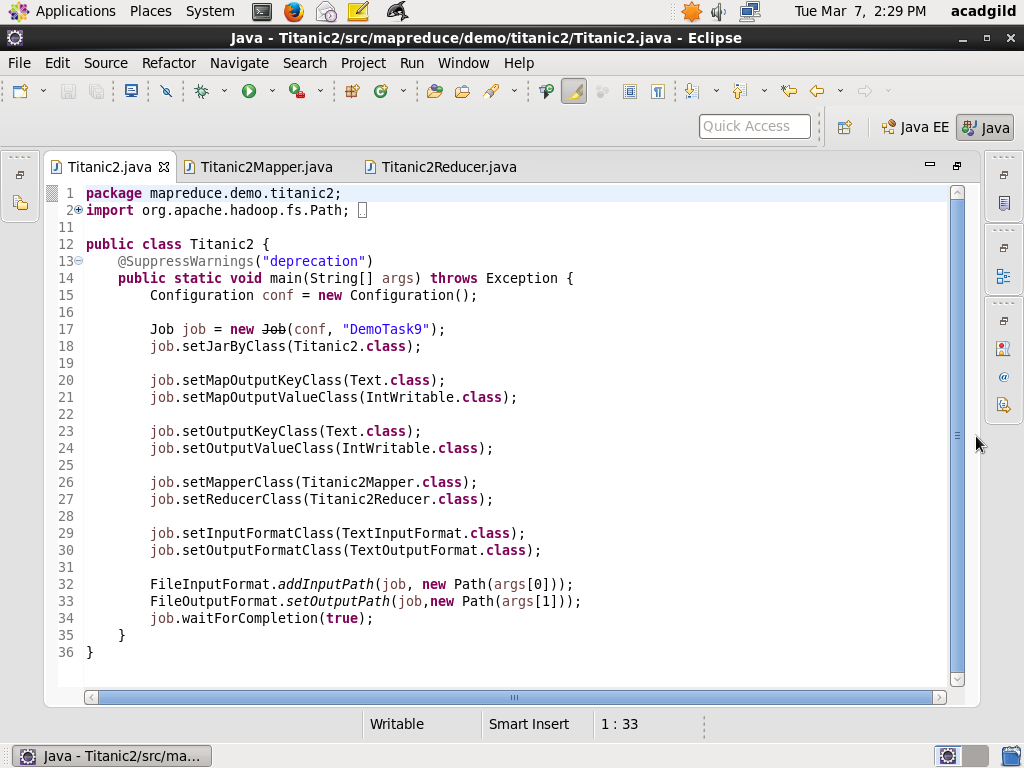 Applications Places System Tue Mar 7, 2:29 PM acadgild
Java - Titanic2/src/mapreduce/demo/titanic2/Titanic2.java - Eclipse
File Edit Source Refactor Navigate Search Project Run Window Help
Quick Access Java EE Java
Titanic2.java Titanic2Mapper.java Titanic2Reducer.java
1 package mapreduce.demo.titanic2;
2 import org.apache.hadoop.fs.Path;
11
12 public class Titanic2 {
13 @SuppressWarnings("deprecation")
14 public static void main(String[] args) throws Exception {
15 Configuration conf = new Configuration();
16
17 Job job = new Job(conf, "DemoTask9");
18 job.setJarByClass(Titanic2.class);
19
20 job.setMapOutputKeyClass(Text.class);
21 job.setMapOutputValueClass(IntWritable.class);
22
23 job.setOutputKeyClass(Text.class);
24 job.setOutputValueClass(IntWritable.class);
25
26 job.setMapperClass(Titanic2Mapper.class);
27 job.setReducerClass(Titanic2Reducer.class);
28
29 job.setInputFormatClass(TextInputFormat.class);
30 job.setOutputFormatClass(TextOutputFormat.class);
31
32 FileInputFormat.addInputPath(job, new Path(args[0]));
33 FileOutputFormat.setOutputPath(job,new Path(args[1]));
34 job.waitForCompletion(true);
35 }
36 }
Writable Smart Insert 1 : 33
Java - Titanic2/src/ma...